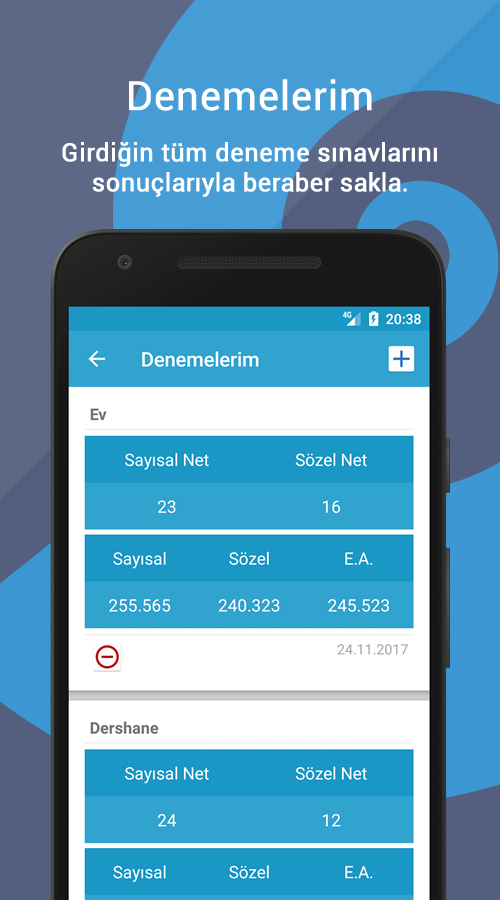 Denemelerim
Girdiğin tüm deneme sınavlarını
sonuçlarıyla beraber sakla.
4G 20:38
Denemelerim
Ev
Sayısal Net Sözel Net
23 16
Sayısal Sözel E.A.
255.565 240.323 245.523
24.11.2017
Dershane
Sayısal Net Sözel Net
24 12
Sayısal Sözel E.A.